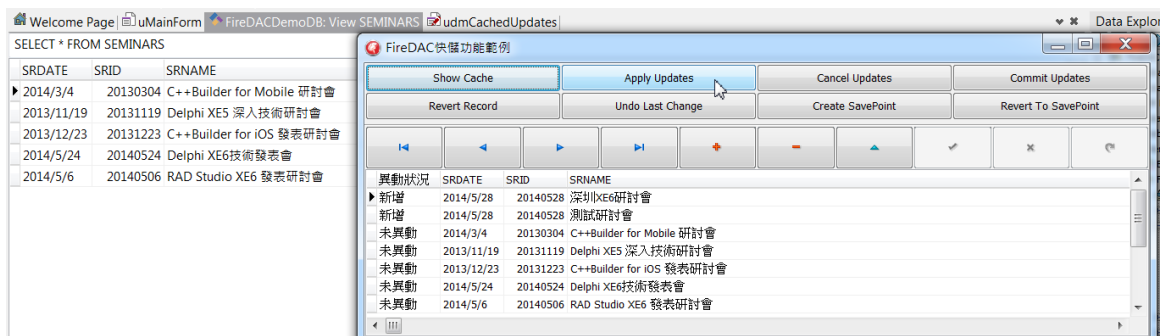 Welcome Page uMainForm FireDACDemoDB: View SEMINARS udmCachedUpdates Data Explor
SELECT * FROM SEMINARS
SRDATE SRID SRNAME
2014/3/4 20130304 C++Builder for Mobile 研討會
2013/11/19 20131119 Delphi XE5 深入技術研討會
2013/12/23 20131223 C++Builder for iOS 發表研討會
2014/5/24 20140524 Delphi XE6技術發表會
2014/5/6 20140506 RAD Studio XE6 發表研討會
FireDAC快儲功能範例
Show Cache Apply Updates Cancel Updates Commit Updates
Revert Record Undo Last Change Create SavePoint Revert To SavePoint
異動狀況 SRDATE SRID SRNAME
新增 2014/5/28 20140528 深圳XE6研討會
新增 2014/5/28 20140528 測試研討會
未異動 2014/3/4 20130304 C++Builder for Mobile 研討會
未異動 2013/11/19 20131119 Delphi XE5 深入技術研討會
未異動 2013/12/23 20131223 C++Builder for iOS 發表研討會
未異動 2014/5/24 20140524 Delphi XE6技術發表會
未異動 2014/5/6 20140506 RAD Studio XE6 發表研討會